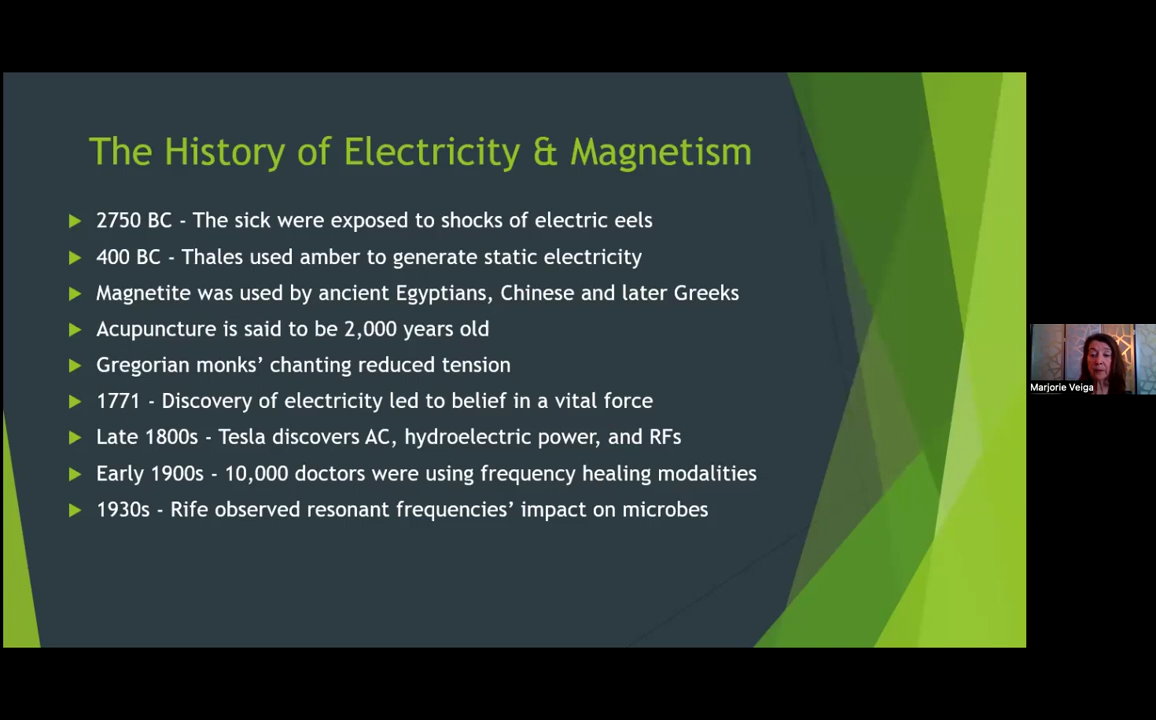 The History of Electricity & Magnetism
2750 BC - The sick were exposed to shocks of electric eels
400 BC - Thales used amber to generate static electricity
Magnetite was used by ancient Egyptians, Chinese and later Greeks
Acupuncture is said to be 2,000 years old
Gregorian monks’ chanting reduced tension
1771 - Discovery of electricity led to belief in a vital force
Late 1800s - Tesla discovers AC, hydroelectric power, and RFs
Early 1900s - 10,000 doctors were using frequency healing modalities
1930s - Rife observed resonant frequencies’ impact on microbes
Marjorie Veiga